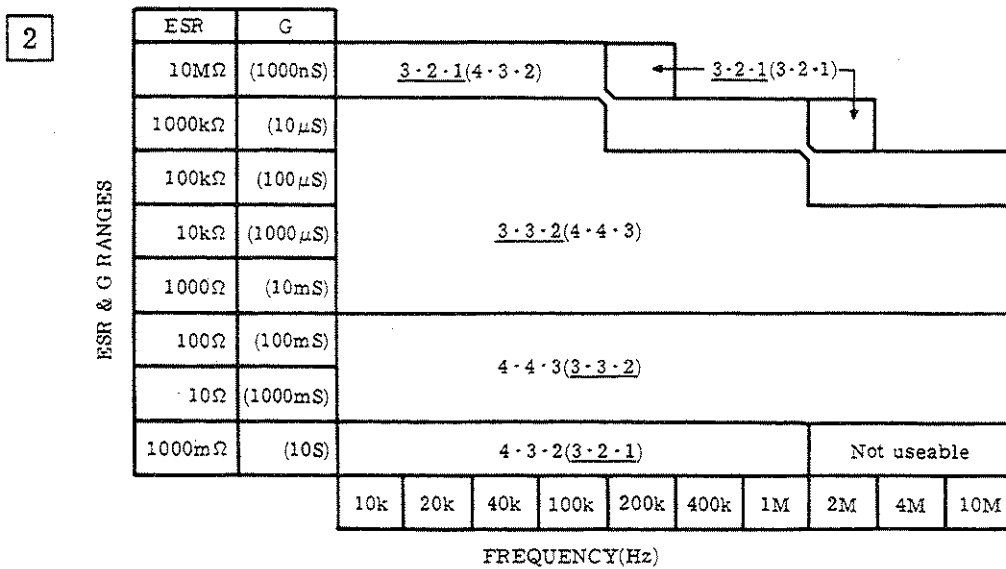 2
ESR G
10MΩ (1000nS) 3·2·1(4·3·2) 3·2·1(3·2·1)
1000kΩ (10μS)
100kΩ (100μS)
10kΩ (1000μS) 3·3·2(4·4·3)
1000Ω (10mS)
100Ω (100mS)
4·4·3(3·3·2)
10Ω (1000mS)
1000mΩ (10S) 4·3·2(3·2·1) Not useable
10k 20k 40k 100k 200k 400k 1M 2M 4M 10M
FREQUENCY(Hz)
ESR & G RANGES